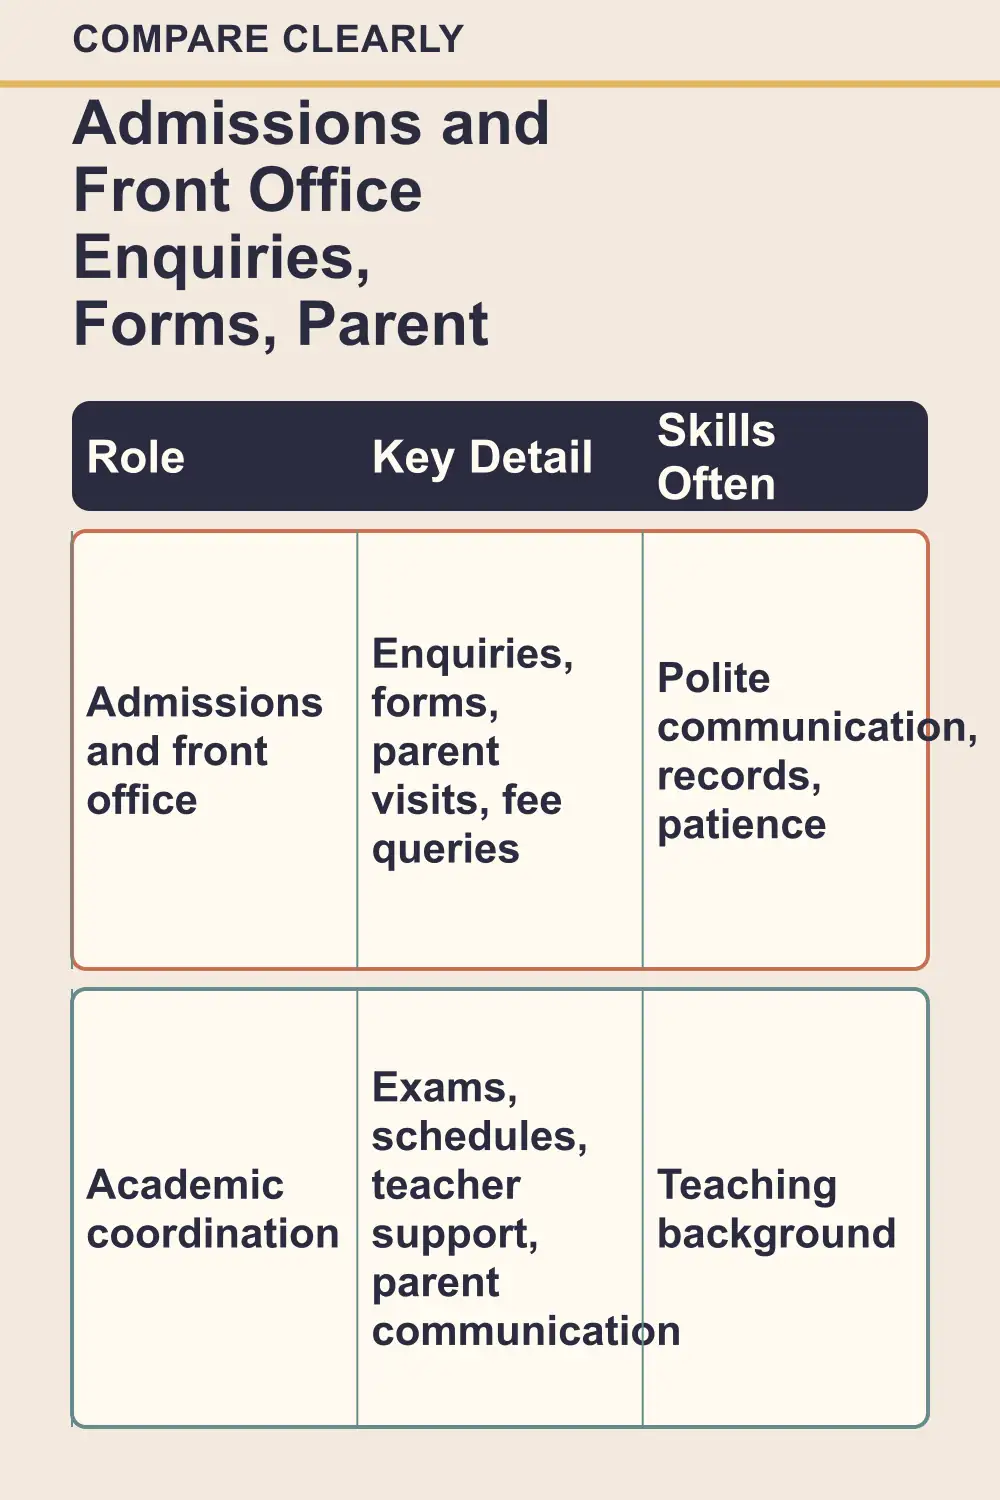 COMPARE CLEARLY
Admissions and
Front Office
Enquiries,
Forms, Parent
Role
Key Detail
Skills
Often
Admissions
and front
office
Enquiries,
forms,
parent
visits, fee
queries
Polite
communication,
records,
patience
Academic
coordination
Exams,
schedules,
teacher
support,
parent
communication
Teaching
background